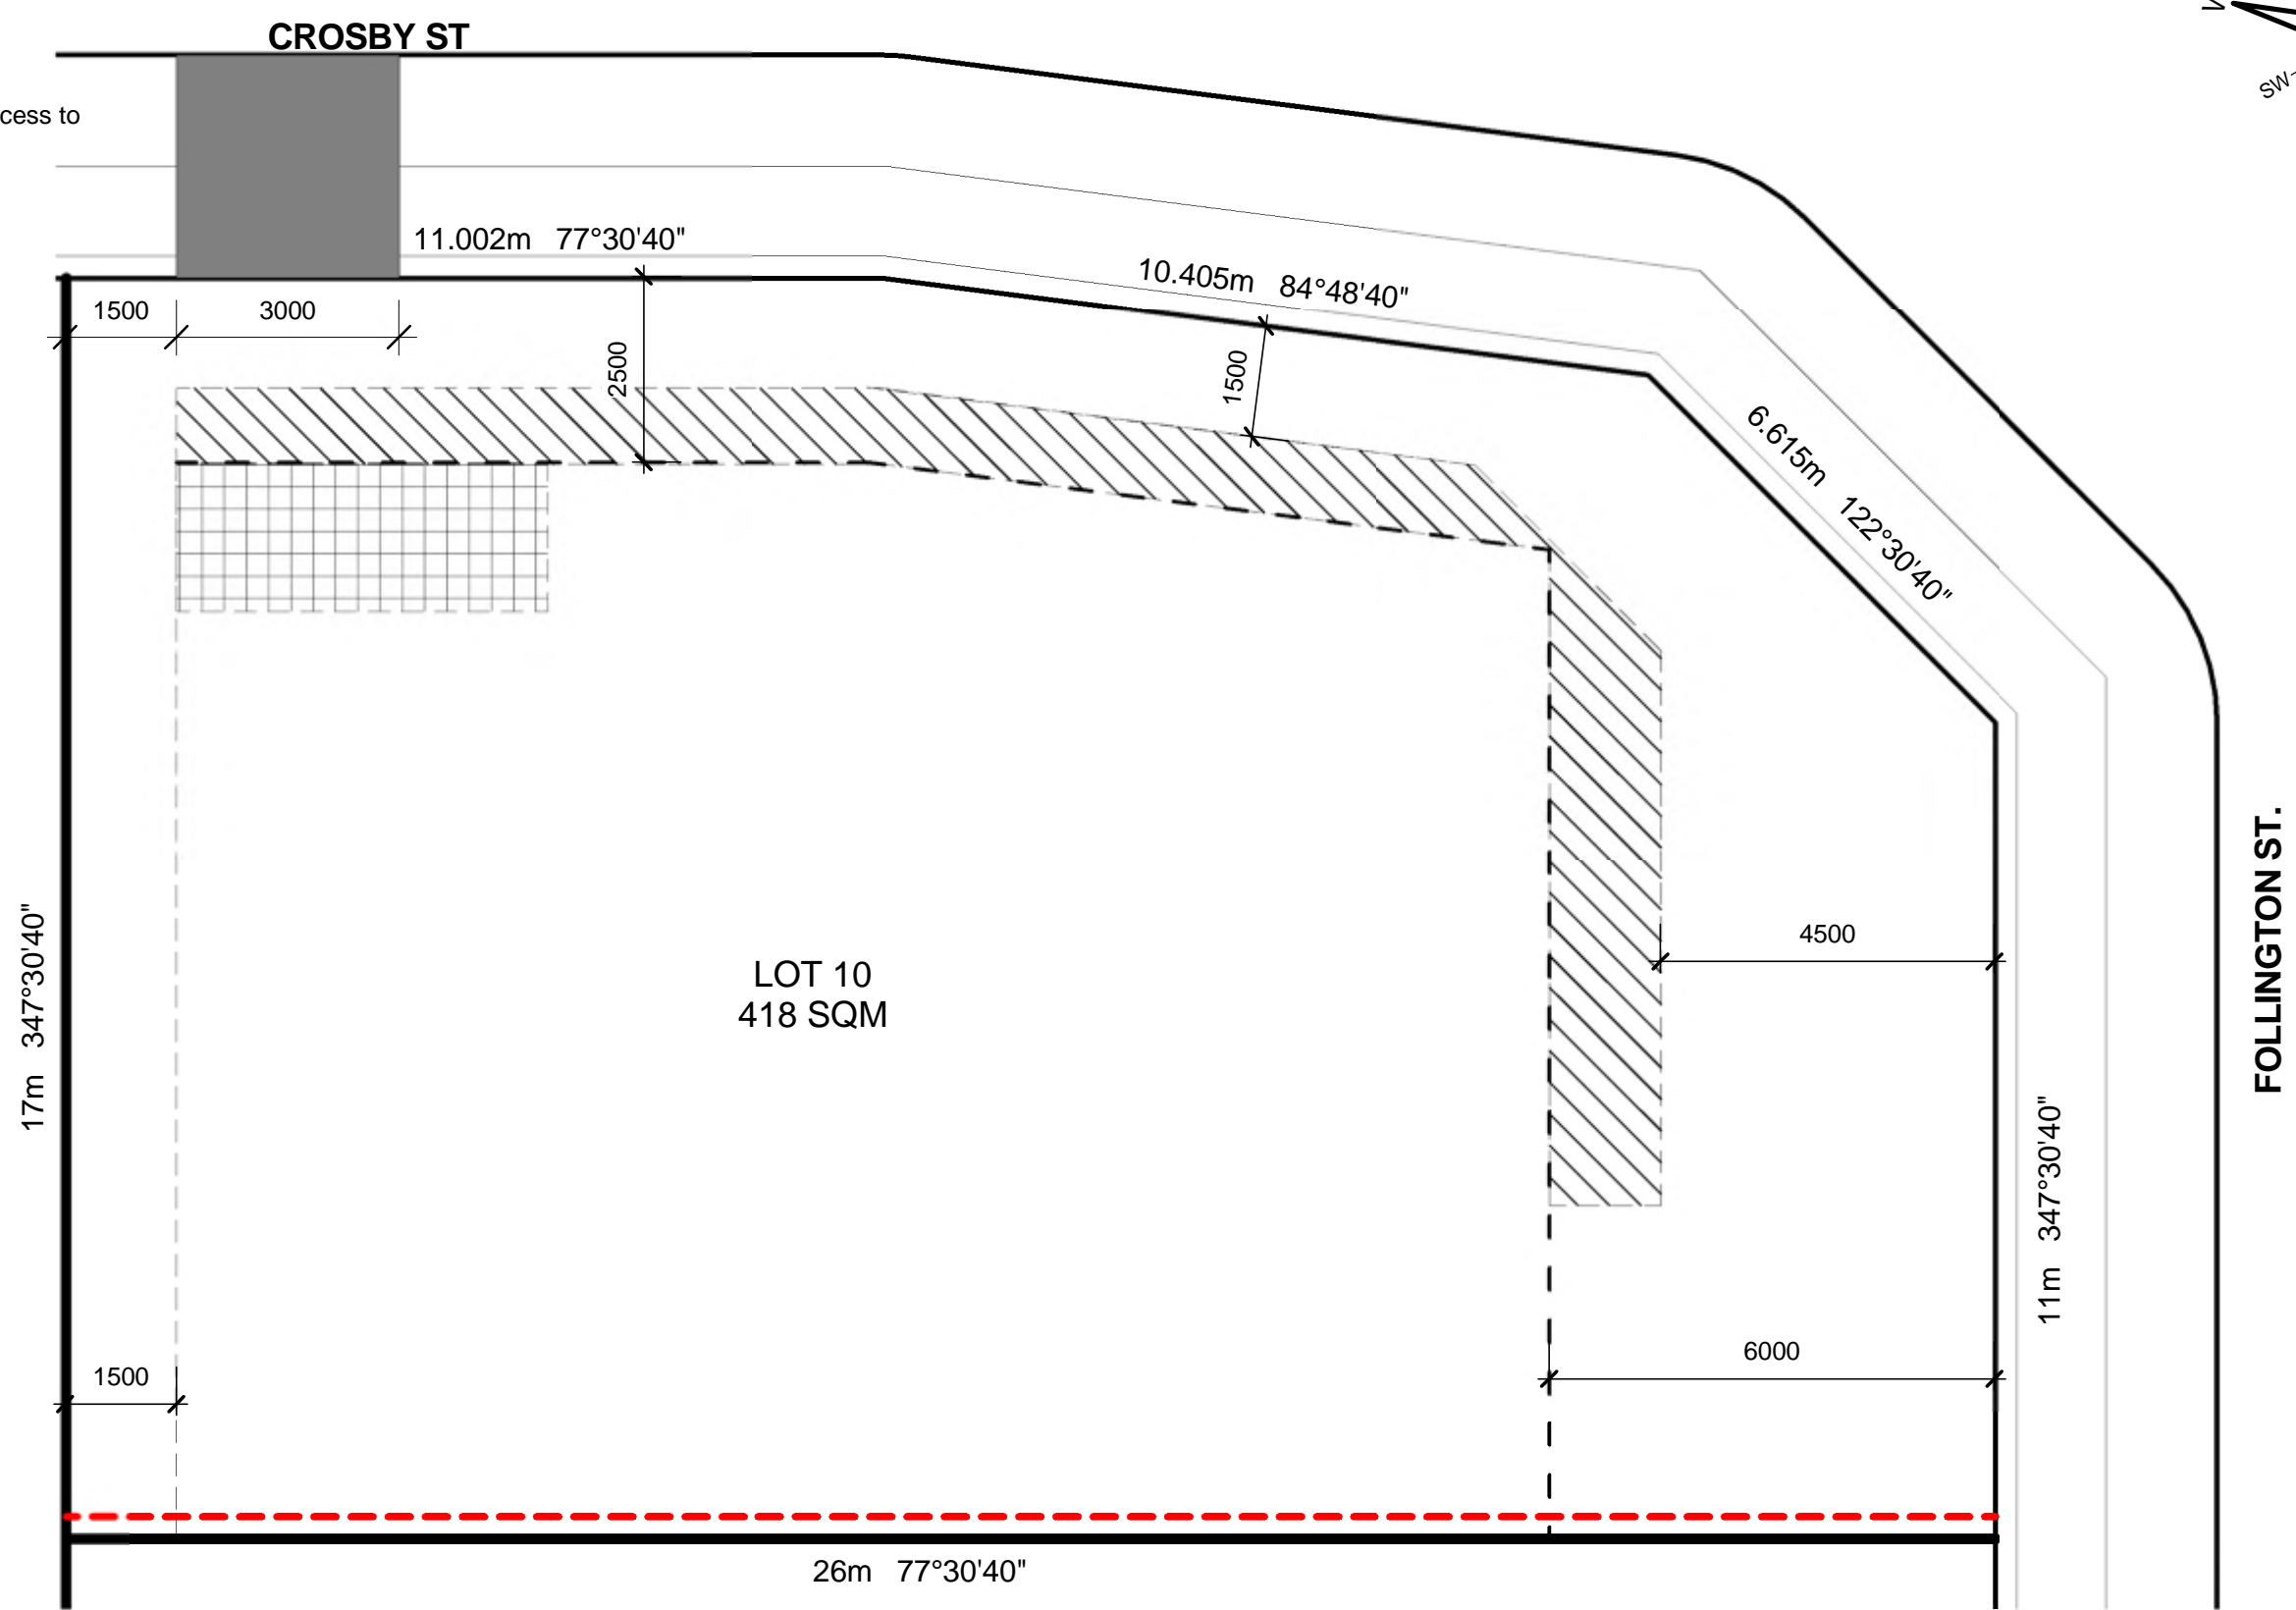 CROSBY ST
SW
cess to
11.002m 77°30'40"
10.405m 84°48'40"
1500
3000
2500
1500
6.615m 122°30'40"
FOLLINGTON ST.
4500
17m 347°30'40"
LOT 10
418 SQM
11m 347°30'40"
6000
1500
26m 77°30'40"